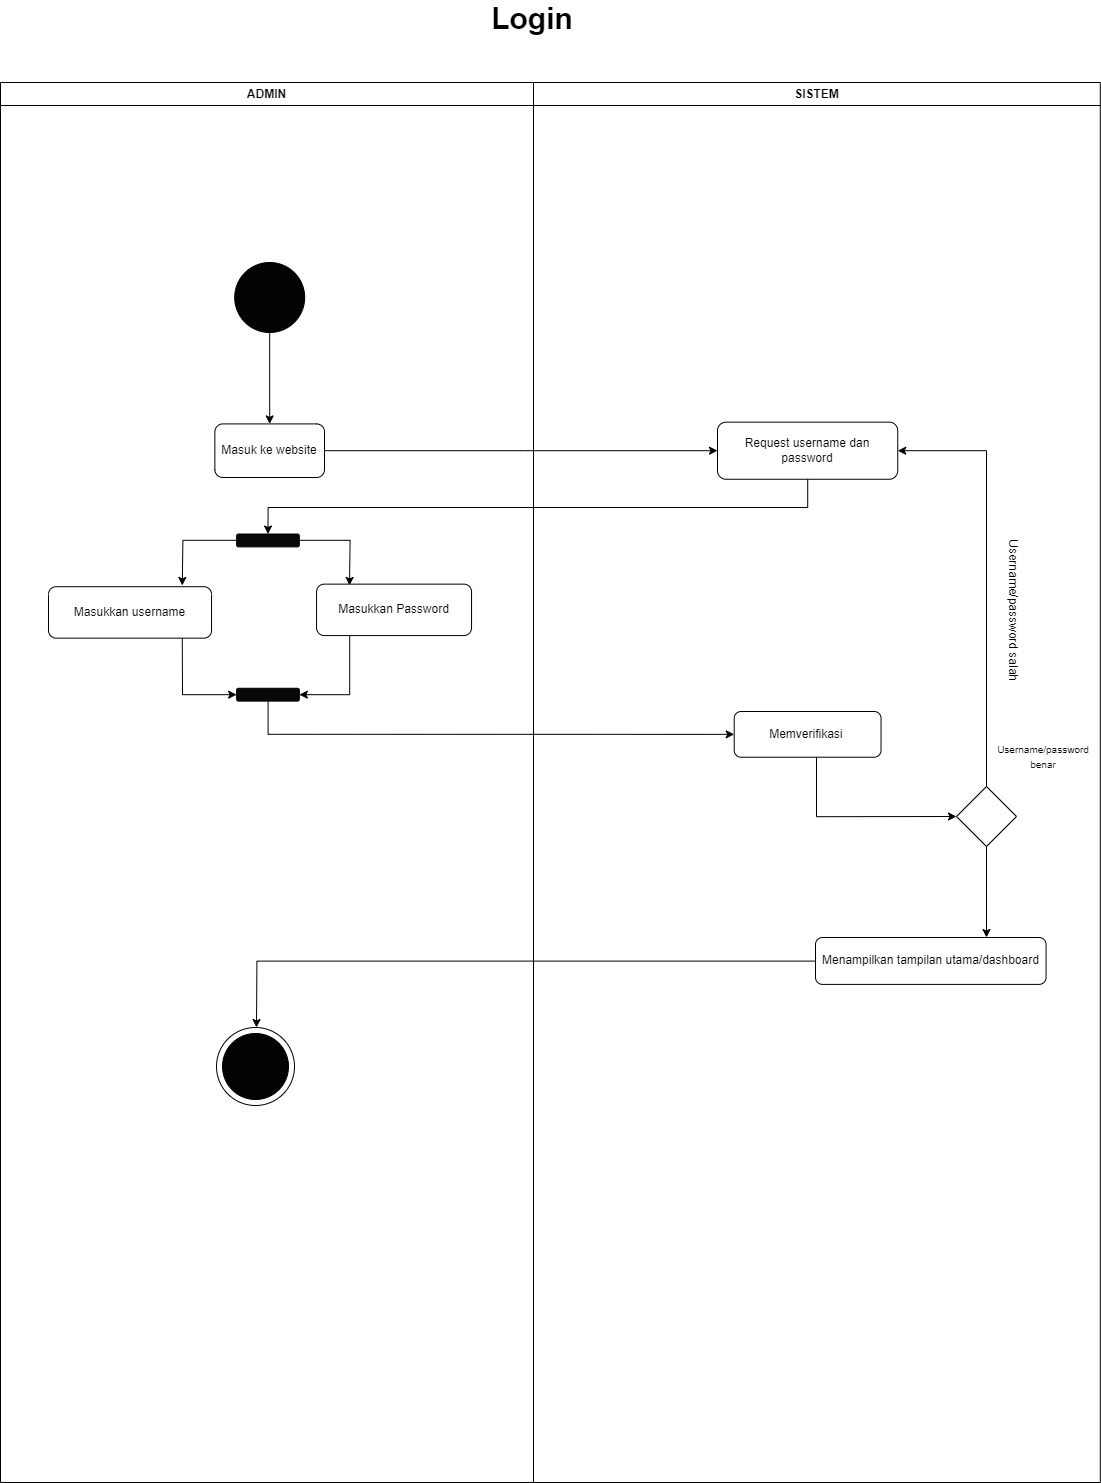 Login
ADMIN
SISTEM
Masuk ke website
Request username dan
password
Masukkan username
Masukkan Password
Username/password salah
Memverifikasi
Username/password
benar
Menampilkan tampilan utama/dashboard